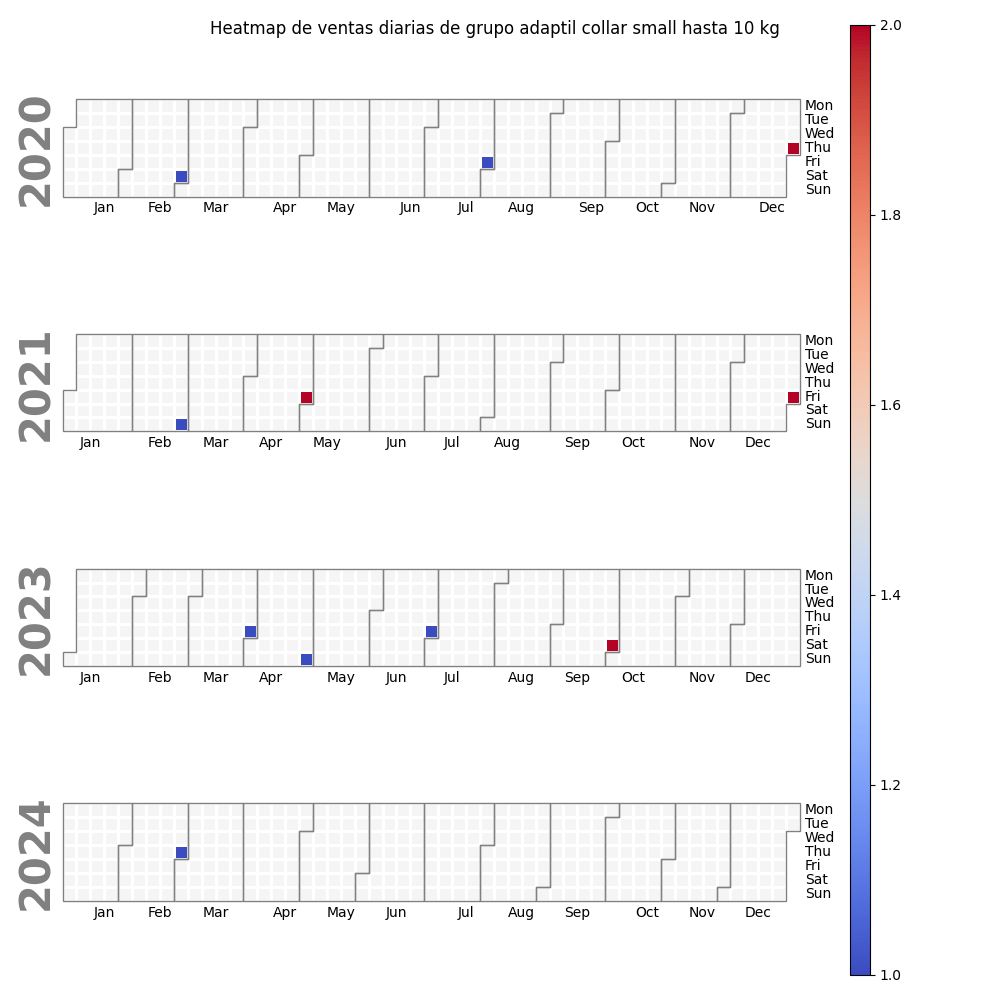 Heatmap de ventas diarias de grupo adaptil collar small hasta 10 kg
2020
Mon
Tue
Wed
Thu
Fri
Sat
Sun
Jan Feb Mar Apr May Jun Jul Aug Sep Oct Nov Dec
2021
Mon
Tue
Wed
Thu
Fri
Sat
Sun
Jan Feb Mar Apr May Jun Jul Aug Sep Oct Nov Dec
2023
Mon
Tue
Wed
Thu
Fri
Sat
Sun
Jan Feb Mar Apr May Jun Jul Aug Sep Oct Nov Dec
2024
Mon
Tue
Wed
Thu
Fri
Sat
Sun
Jan Feb Mar Apr May Jun Jul Aug Sep Oct Nov Dec
2.0
1.8
1.6
1.4
1.2
1.0